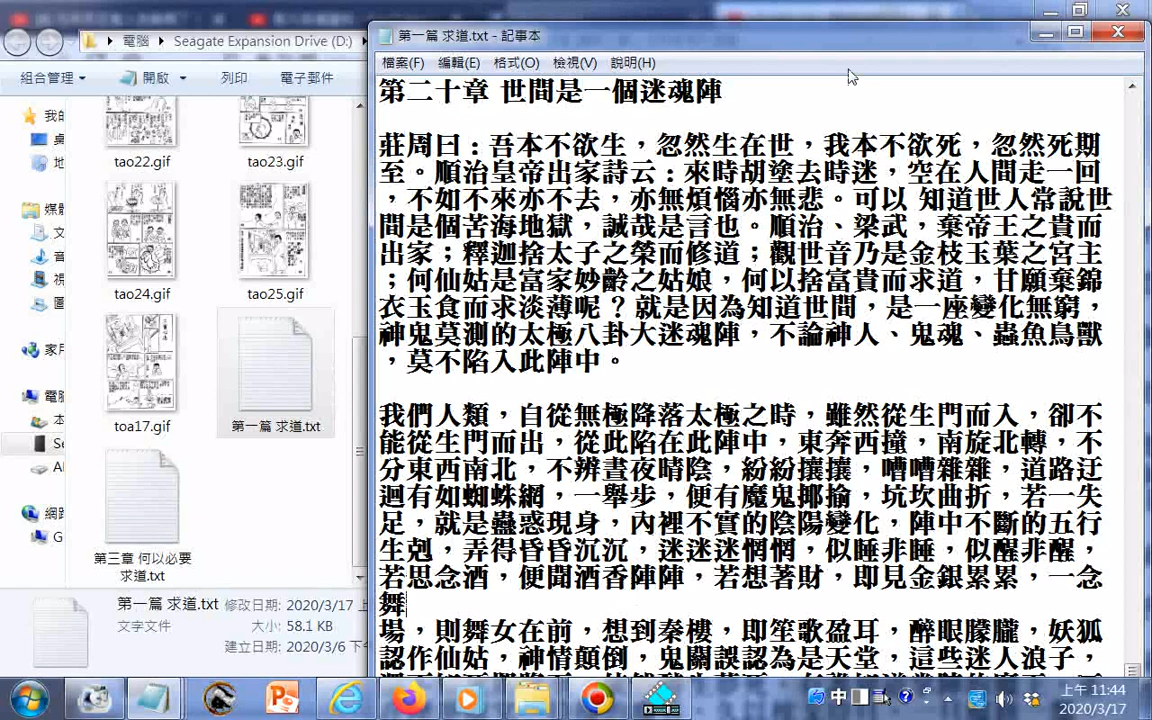 電腦 ▸ Seagate Expansion Drive (D:)
組合管理 ▼ 開啟 ▼ 列印 電子郵件
我的
桌
地
媒
文
音
視
圖
家用
電腦
本
Se
網路
G
tao22.gif
tao23.gif
tao24.gif
tao25.gif
toa17.gif
第一篇 求道.txt
第三章 何以必要
求道.txt
第一篇 求道.txt 修改日期: 2020/3/17 上
文字文件 大小: 58.1 KB
建立日期: 2020/3/6 下午
第一篇 求道.txt - 記事本
檔案(F) 編輯(E) 格式(O) 檢視(V) 說明(H)
第二十章 世間是一個迷魂陣
莊周曰：吾本不欲生，忽然生在世，我本不欲死，忽然死期
至。順治皇帝出家詩云：來時胡塗去時迷，空在人間走一回
，不如不來亦不去，亦無煩惱亦無悲。可以 知道世人常說世
間是個苦海地獄，誠哉是言也。順治、梁武，棄帝王之貴而
出家；釋迦捨太子之榮而修道；觀世音乃是金枝玉葉之宮主
；何仙姑是富家妙齡之姑娘，何以捨富貴而求道，甘願棄錦
衣玉食而求淡薄呢？就是因為知道世間，是一座變化無窮，
神鬼莫測的太極八卦大迷魂陣，不論神人、鬼魂、蟲魚鳥獸
，莫不陷入此陣中。
我們人類，自從無極降落太極之時，雖然從生門而入，卻不
能從生門而出，從此陷在此陣中，東奔西撞，南旋北轉，不
分東西南北，不辨晝夜晴陰，紛紛攘攘，嘈嘈雜雜，道路迂
迴有如蜘蛛網，一舉步，便有魔鬼揶揄，坑坎曲折，若一失
足，就是蠱惑現身，內裡不實的陰陽變化，陣中不斷的五行
生剋，弄得昏昏沉沉，迷迷迷惘惘，似睡非睡，似醒非醒，
若思念酒，便聞酒香陣陣，若想著財，即見金銀累累，一念
舞
場，則舞女在前，想到秦樓，即笙歌盈耳，醉眼朦朧，妖狐
認作仙姑，神情顛倒，鬼關誤認為是天堂，這些迷人浪子，
中
上午 11:44
2020/3/17